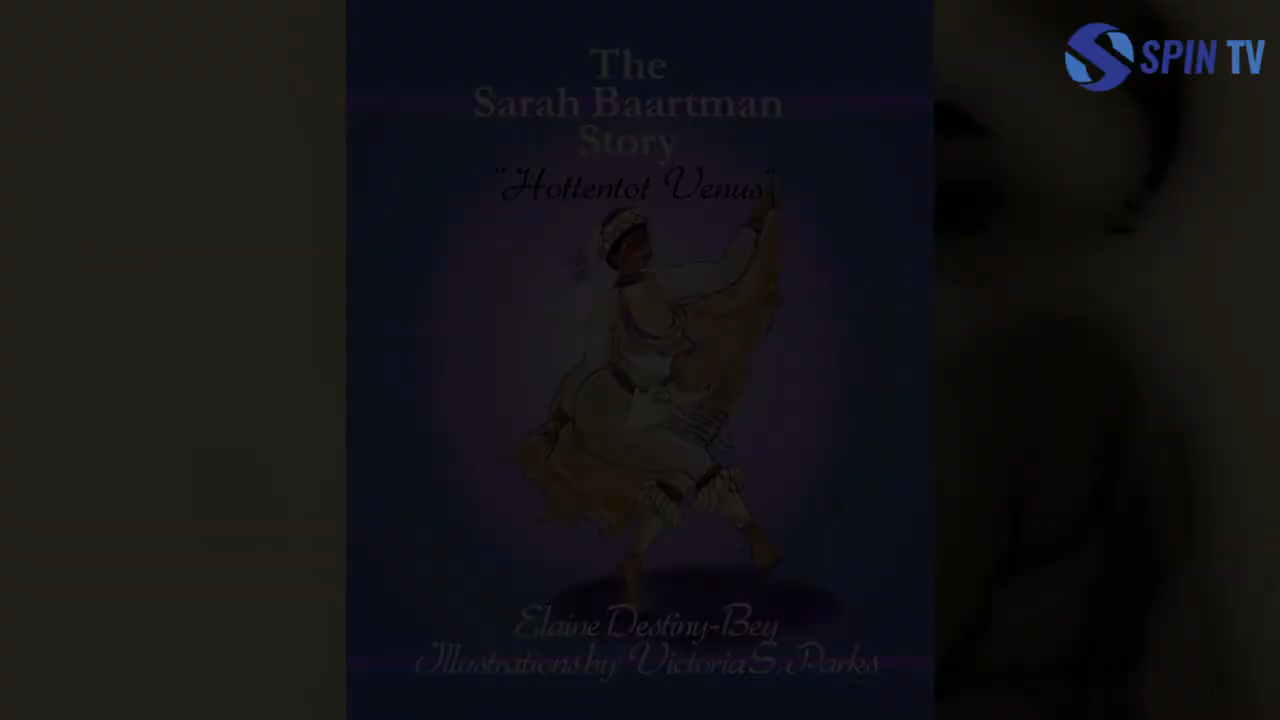 SPIN TV
The
Sarah Baartman
Story
"Hottentot Venus"
Elaine Destiny-Bey
Illustrations by: Victoria S. Parks